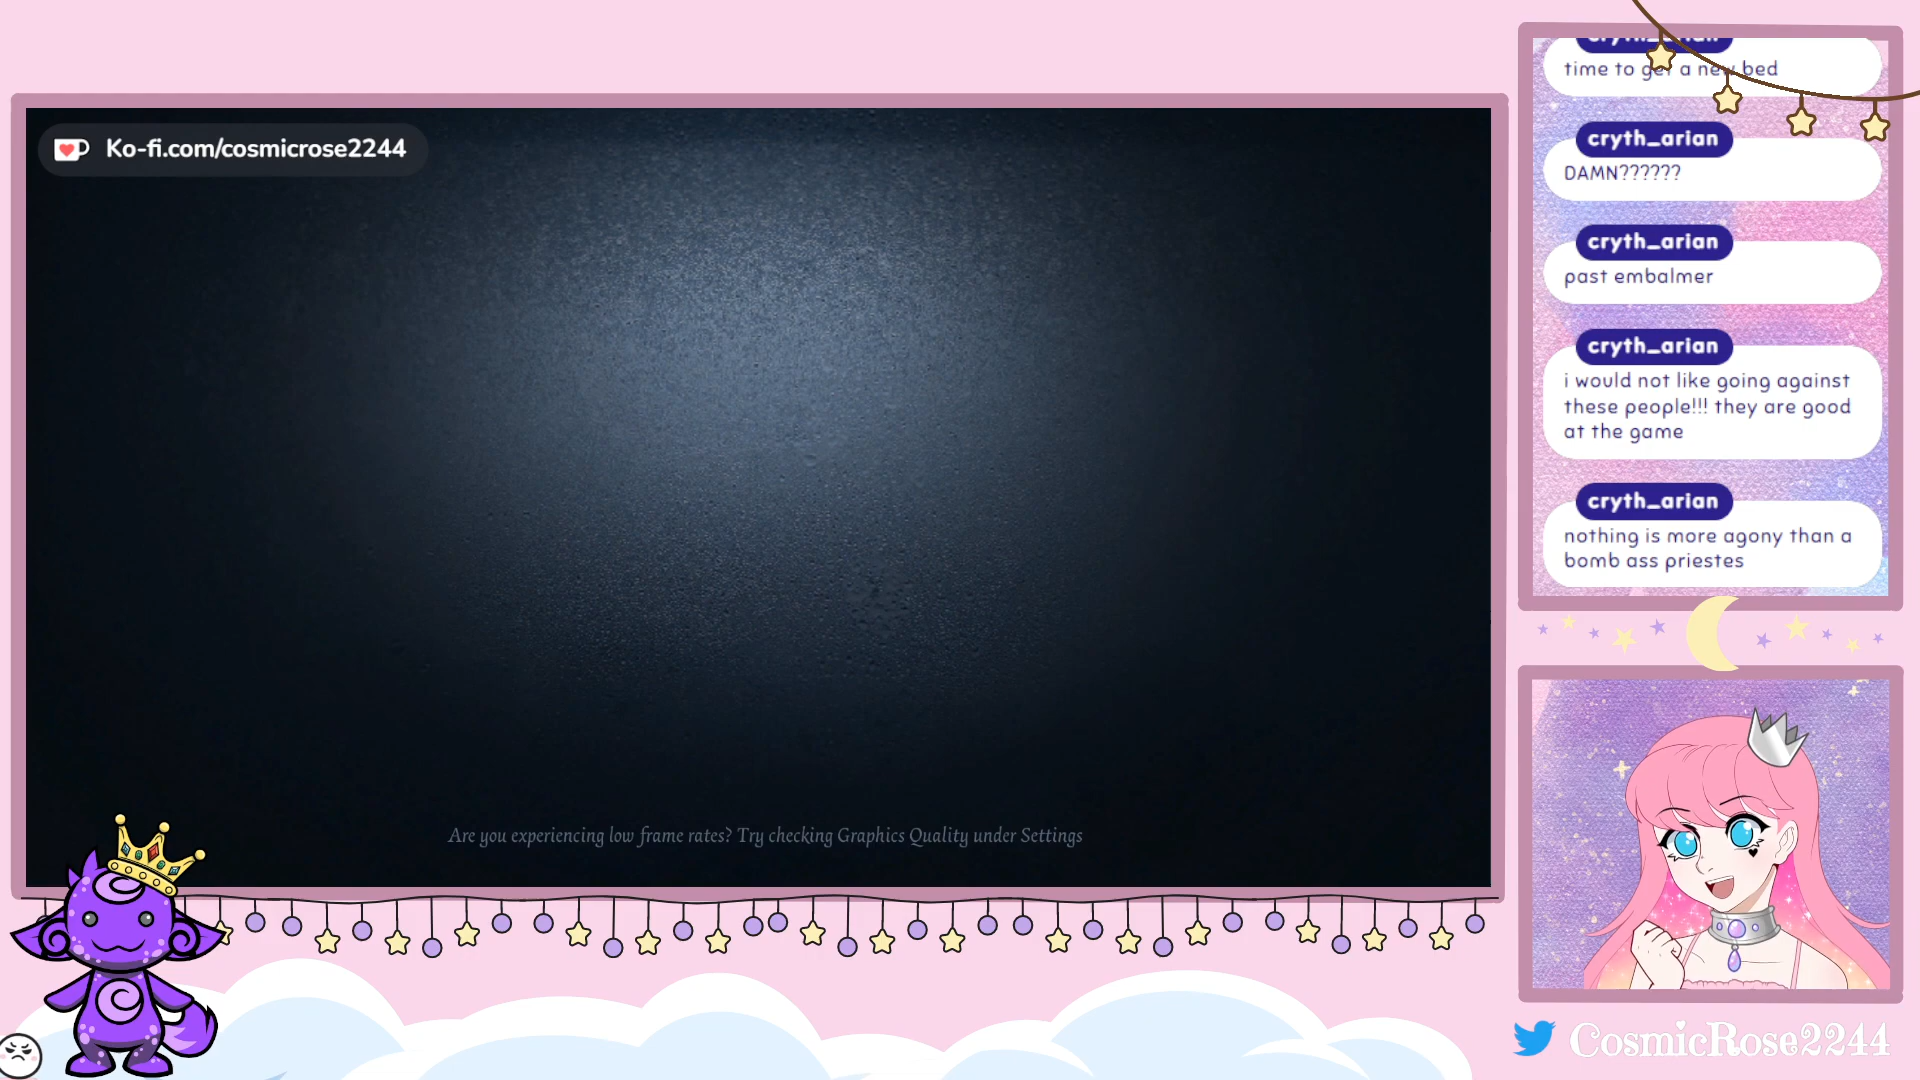 Ko-fi.com/cosmicrose2244
Are you experiencing low frame rates? Try checking Graphics Quality under Settings
cryth_arian
time to get a new bed
cryth_arian
DAMN??????
cryth_arian
past embalmer
cryth_arian
i would not like going against
these people!!! they are good
at the game
cryth_arian
nothing is more agony than a
bomb ass priestes
CosmicRose2244